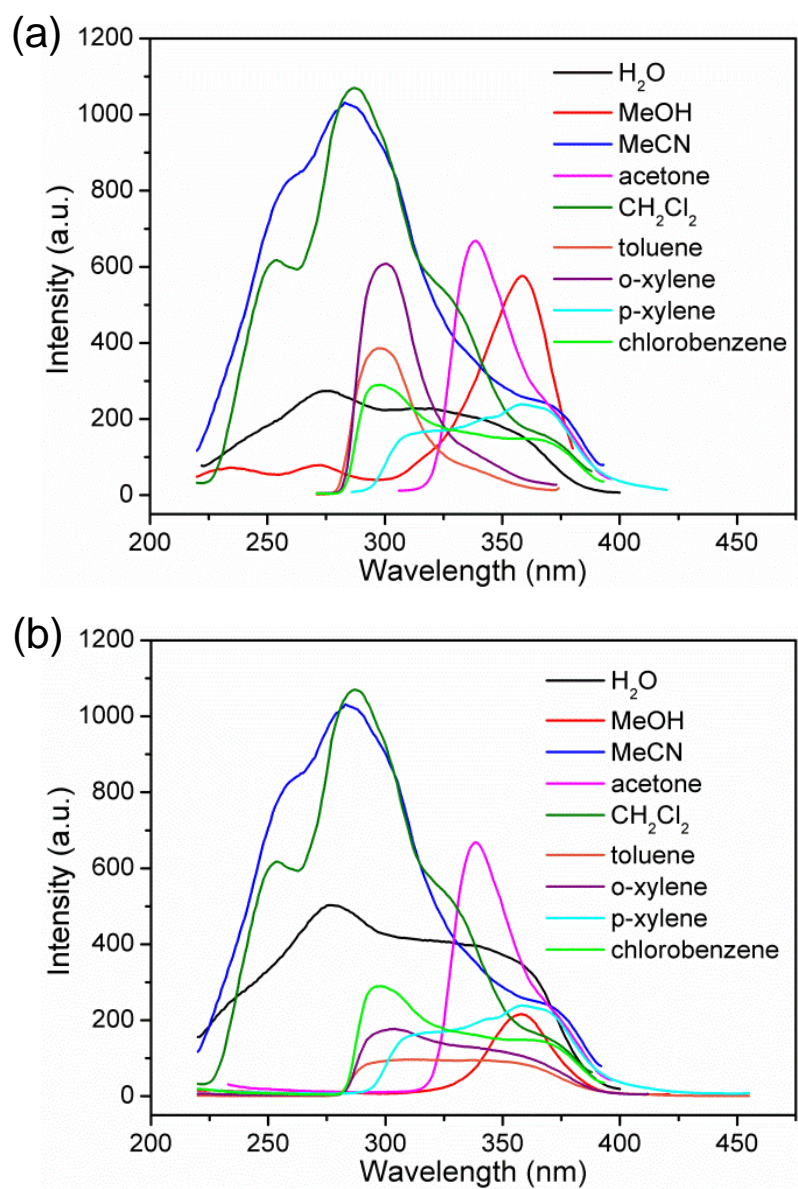 (a)
1200
1000
800
600
400
200
0
Intensity (a.u.)
H₂O
MeOH
MeCN
acetone
CH₂Cl₂
toluene
o-xylene
p-xylene
chlorobenzene
200 250 300 350 400 450
Wavelength (nm)
(b)
1200
1000
800
600
400
200
0
Intensity (a.u.)
H₂O
MeOH
MeCN
acetone
CH₂Cl₂
toluene
o-xylene
p-xylene
chlorobenzene
200 250 300 350 400 450
Wavelength (nm)